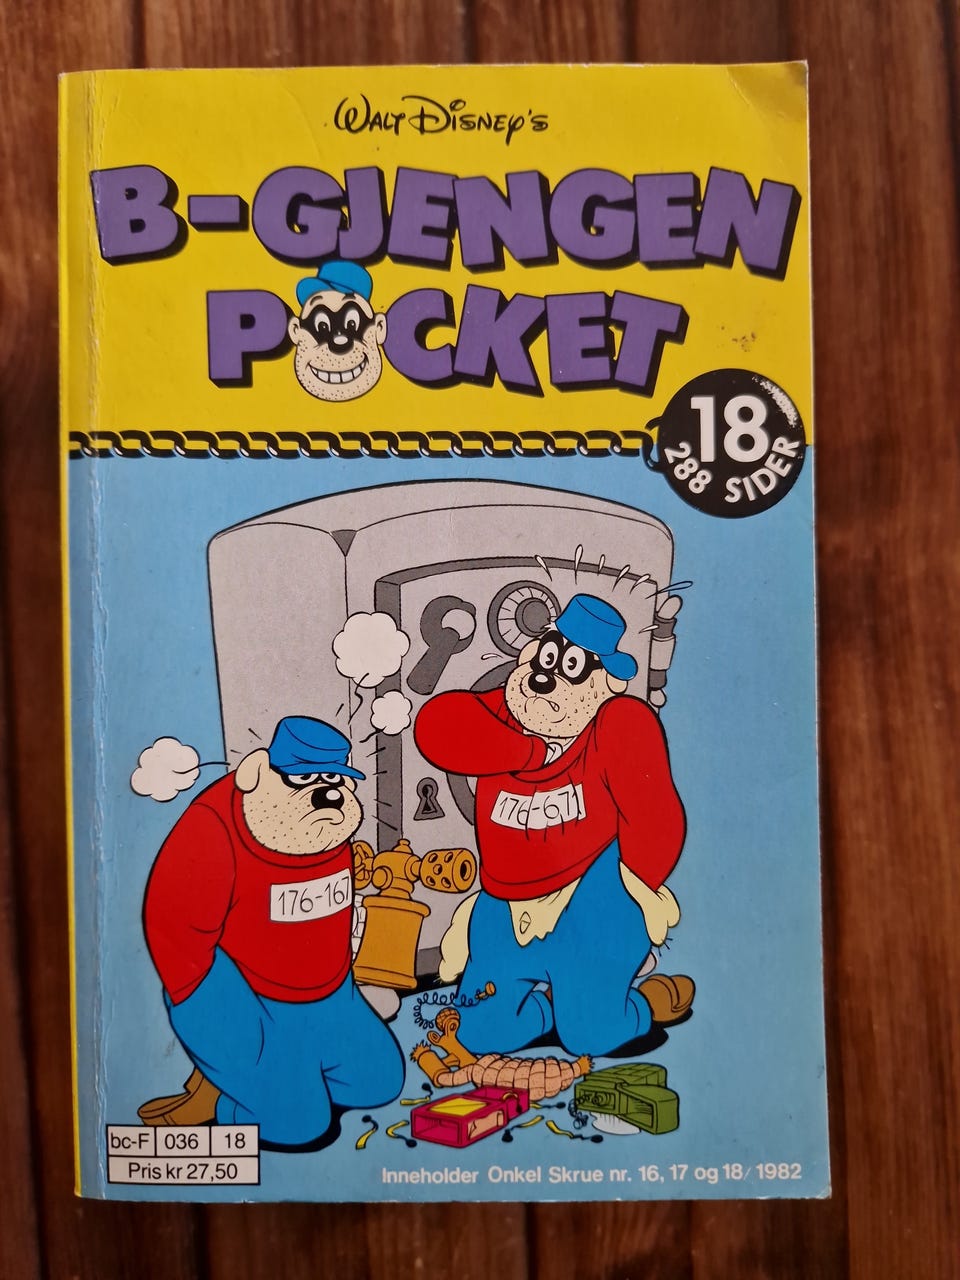 WALT DISNEY'S
B-GJENGEN
POCKET
18
288 SIDER
176-671
176-167
bc-F 036 18
Pris kr 27,50
Inneholder Onkel Skrue nr. 16, 17 og 18/1982